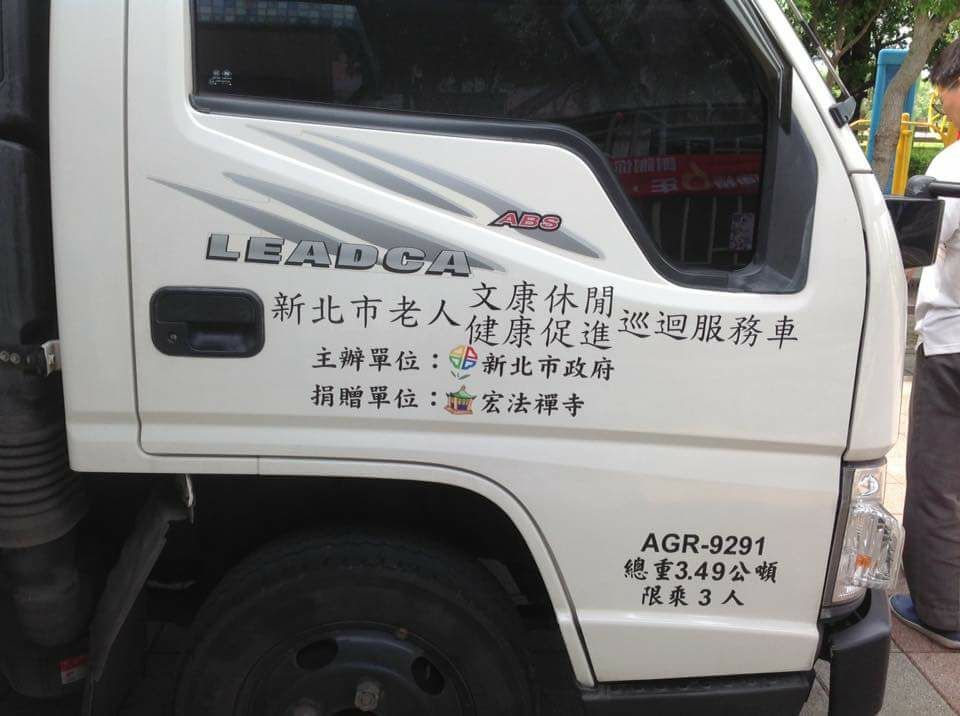 ABS
LEADCA
新北市老人文康休閒
健康促進巡迴服務車
主辦單位：新北市政府
捐贈單位：宏法禪寺
AGR-9291
總重3.49公噸
限乘3人